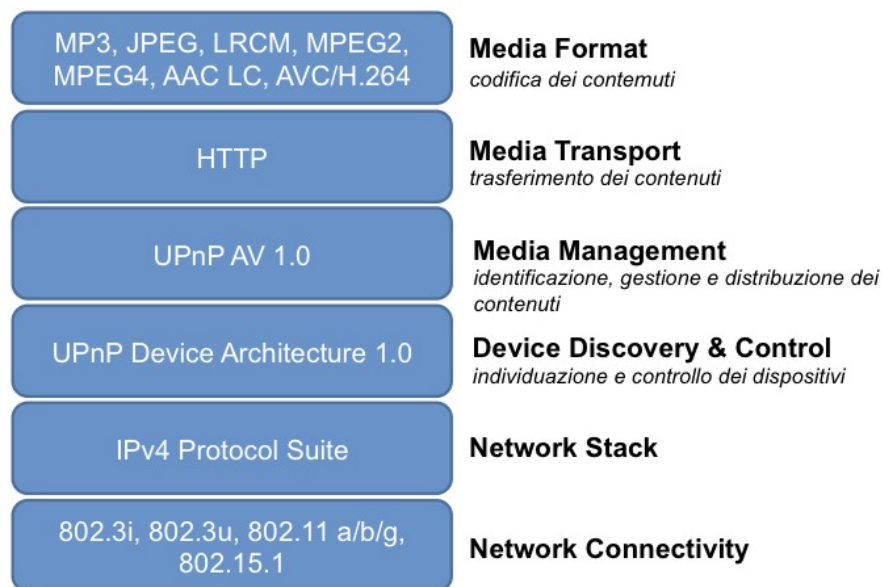 MP3, JPEG, LRCM, MPEG2,
MPEG4, AAC LC, AVC/H.264
Media Format
codifica dei contemuti
HTTP
Media Transport
trasferimento dei contenuti
UPnP AV 1.0
Media Management
identificazione, gestione e distribuzione dei
contenuti
UPnP Device Architecture 1.0
Device Discovery & Control
individuazione e controllo dei dispositivi
IPv4 Protocol Suite
Network Stack
802.3i, 802.3u, 802.11 a/b/g,
802.15.1
Network Connectivity